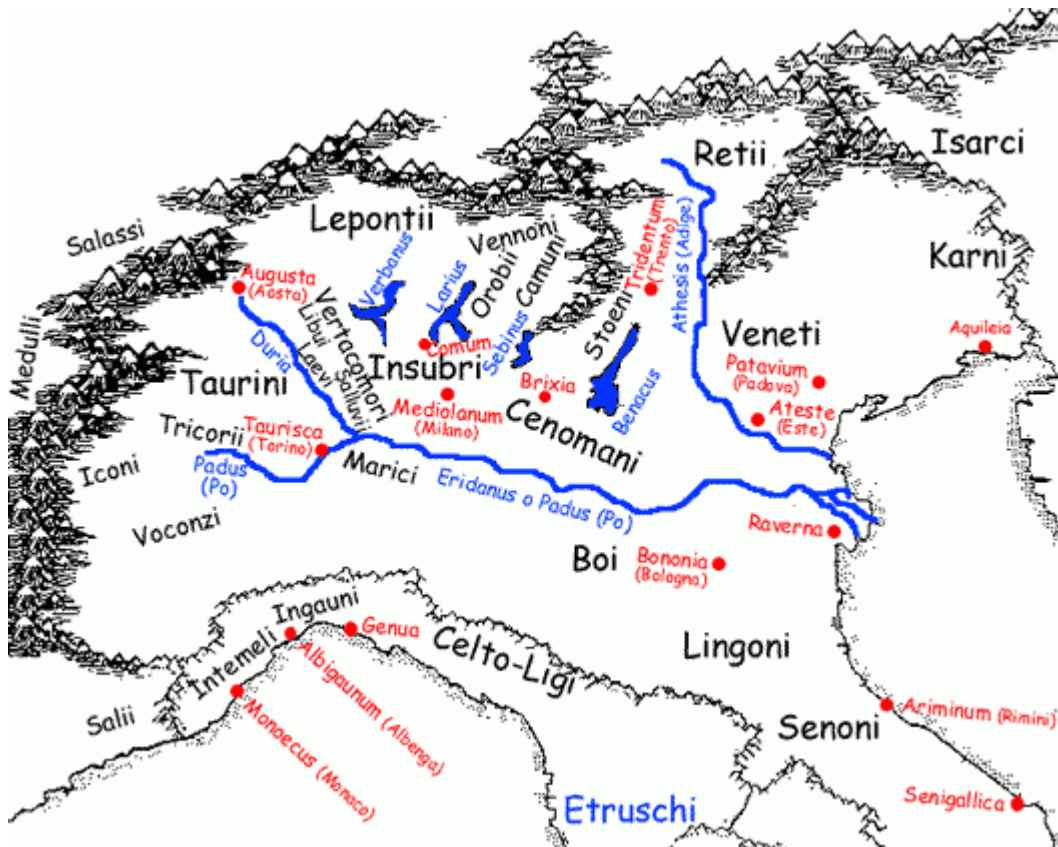 Isarci
Retii
Salassi
Lepontii
Vennoni
Karni
Augusta
(Aosta)
Verbanus
Larius
Orobii
Camuni
Tridentum
(Trento)
Athesis (Adige)
Medulli
Duria
Libui
Laevi
Vertacomori
Salluvii
Comum
Sebinus
Stoeni
Veneti
Aquileia
Taurini
Insubri
Mediolanum
(Milano)
Brixia
Benacus
Patavium
(Padova)
Ateste
(Este)
Cenomani
Tricorii
Taurisca
(Torino)
Iconi
Padus
(Po)
Marici
Eridanus o Padus (Po)
Voconzi
Raverna
Boi
Bononia
(Bologna)
Ingauni
Intemeli
Genua
Celto-Ligi
Lingoni
Salii
Albigaunum (Albenga)
Monoecus (Monaco)
Ariminum (Rimini)
Senoni
Etruschi
Senigallica